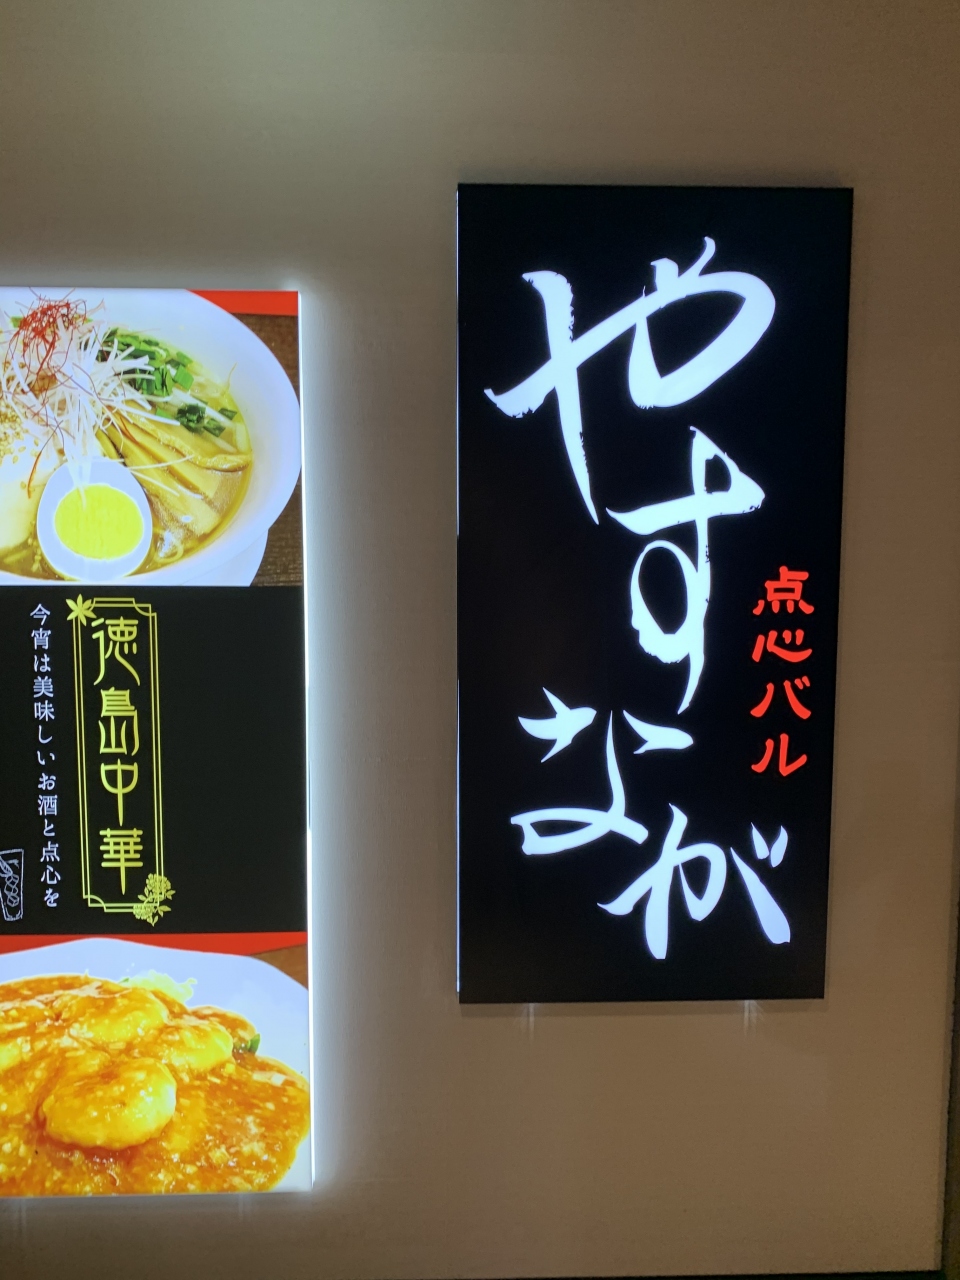 やすなが
点心バル
徳島中華
今宵は美味しいお酒と点心を